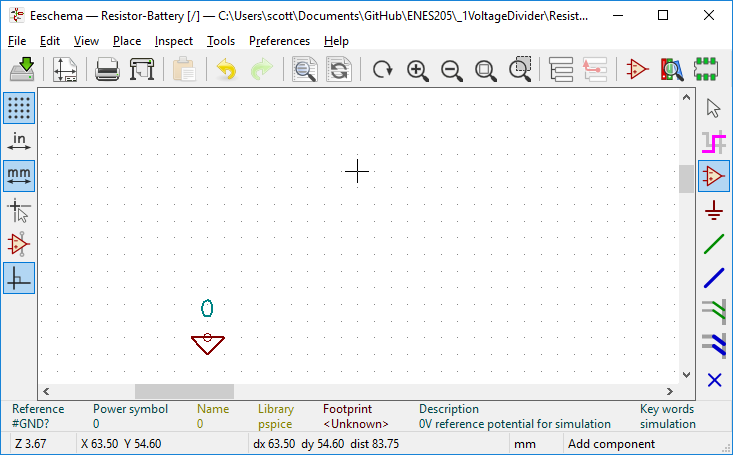 Eeschema — Resistor-Battery [/] — C:\Users\scott\Documents\GitHub\ENES205\_1VoltageDivider\Resist...
File Edit View Place Inspect Tools Preferences Help
in
mm
0
Reference Power symbol Name Library Footprint Description Key words
#GND? 0 0 pspice <Unknown> 0V reference potential for simulation simulation
Z 3.67 X 63.50 Y 54.60 dx 63.50 dy 54.60 dist 83.75 mm Add component